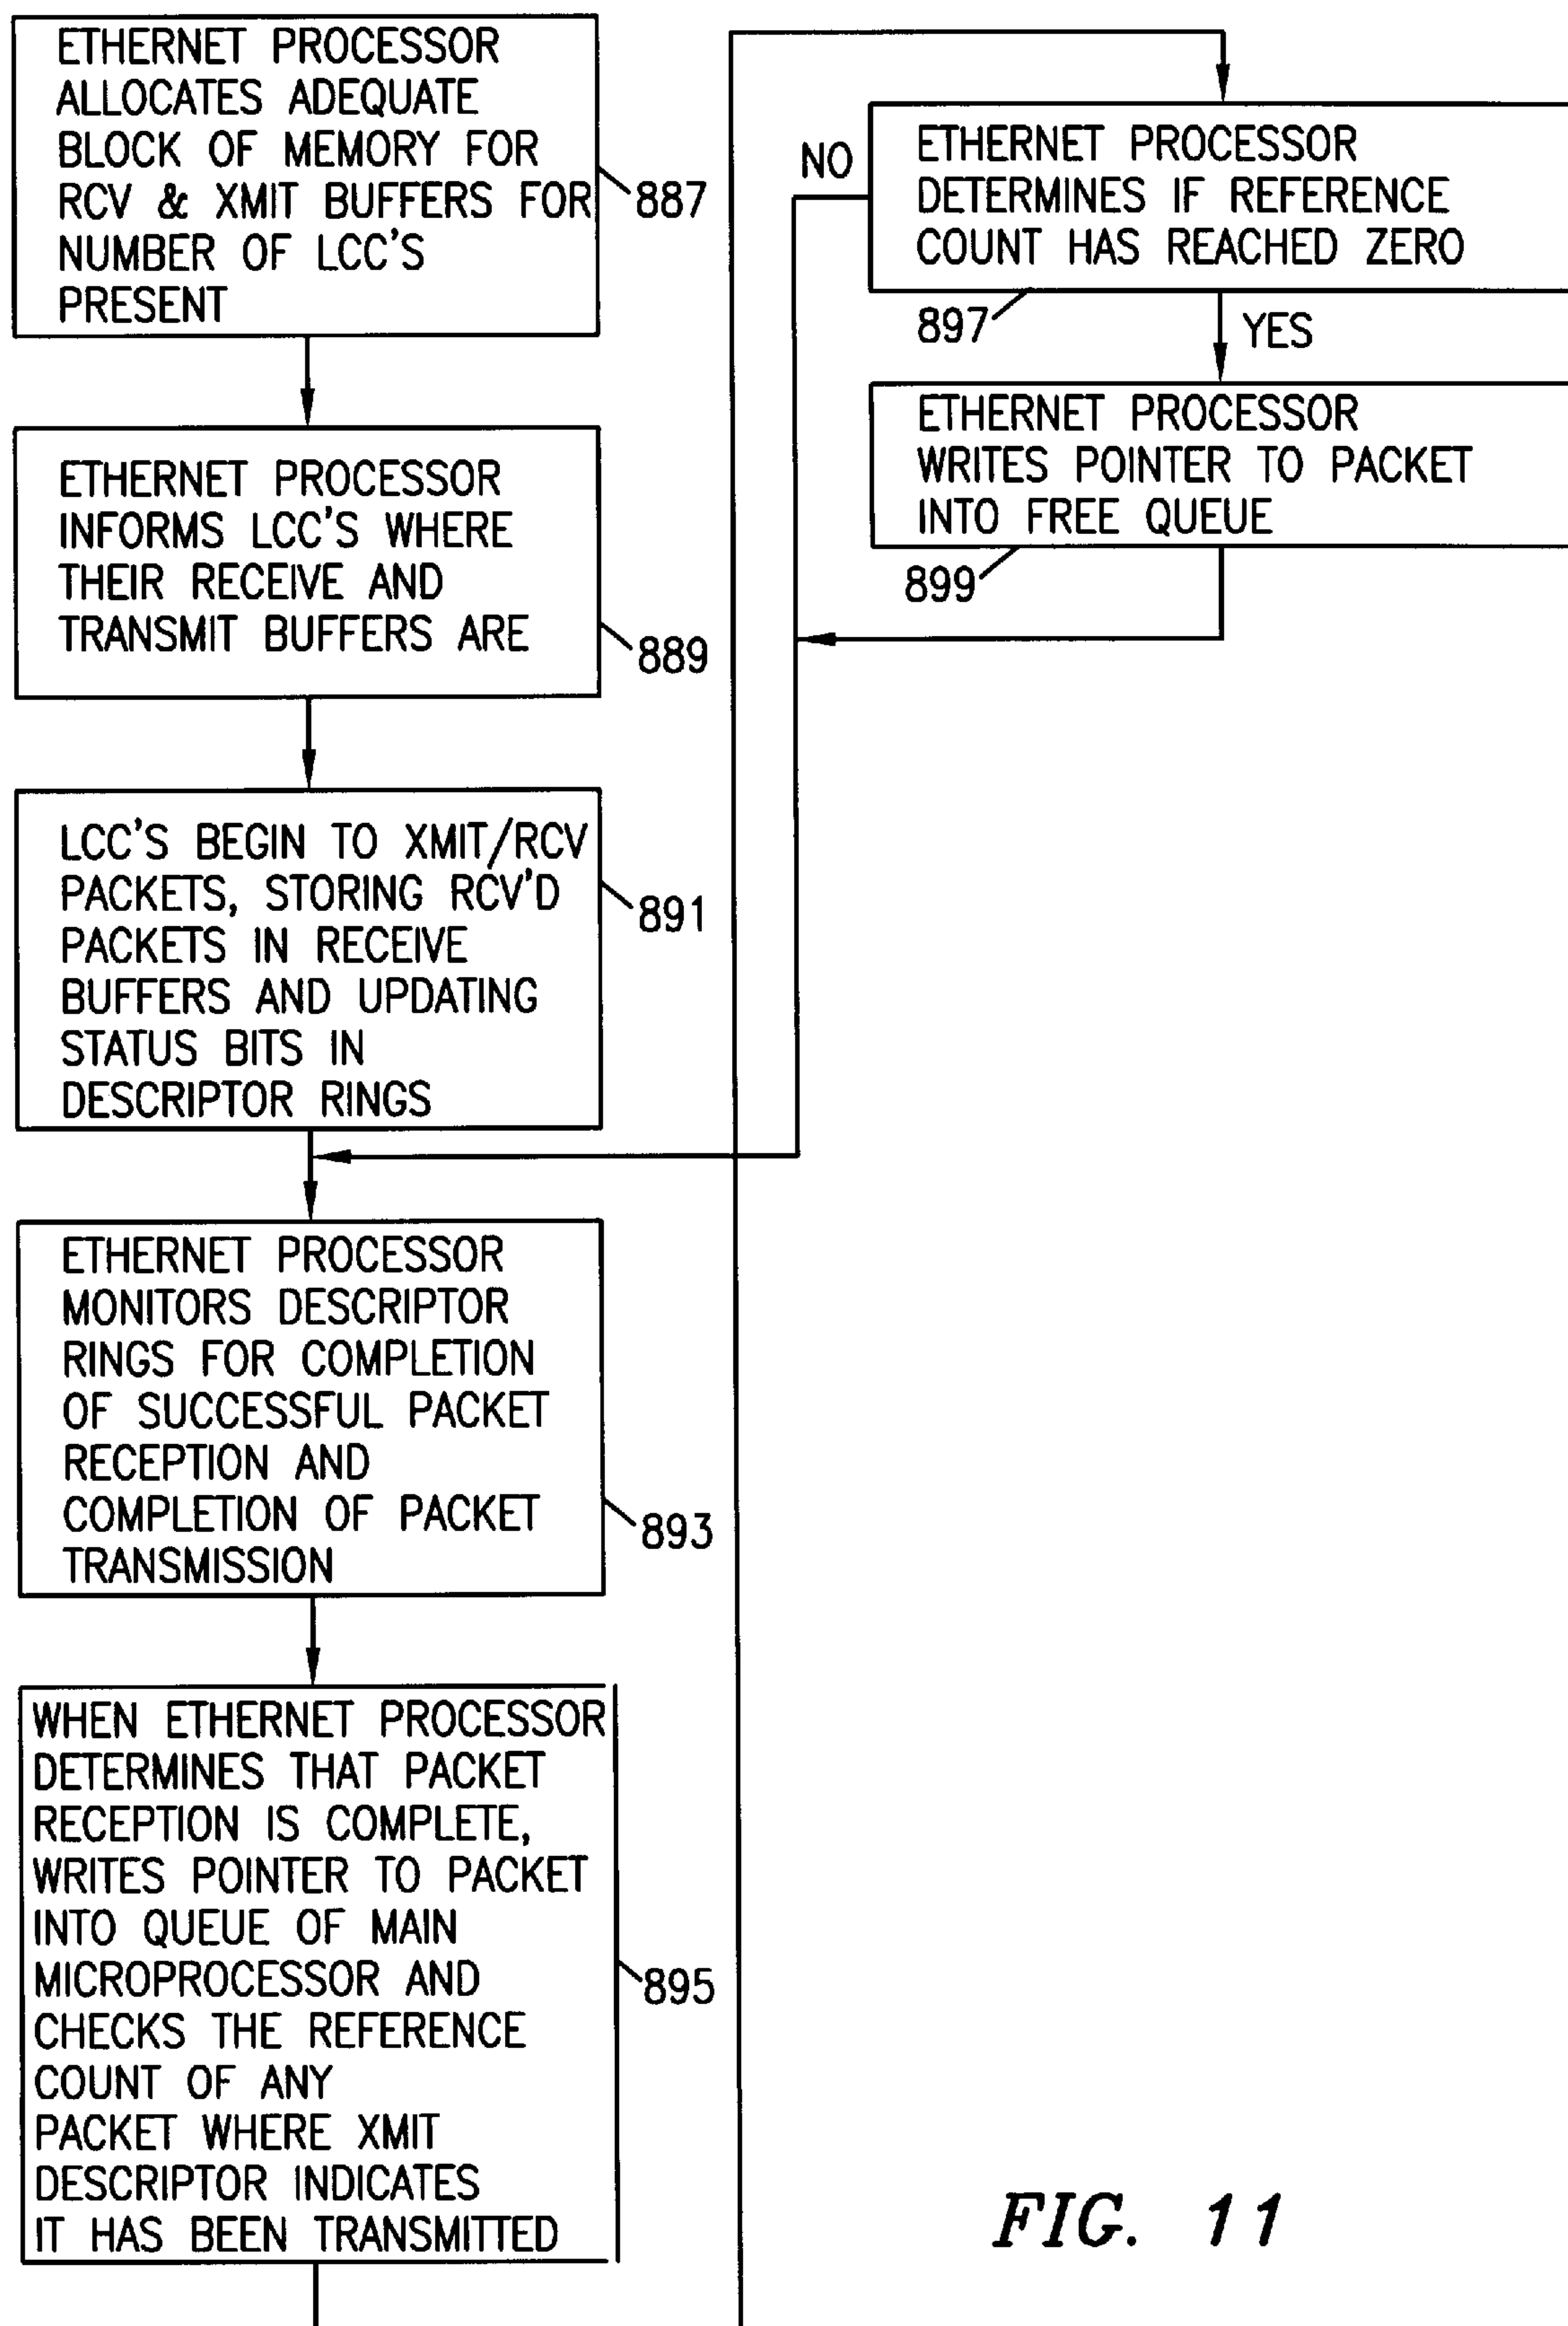 ETHERNET PROCESSOR
ALLOCATES ADEQUATE
BLOCK OF MEMORY FOR
RCV & XMIT BUFFERS FOR
NUMBER OF LCC'S
PRESENT
887
ETHERNET PROCESSOR
INFORMS LCC'S WHERE
THEIR RECEIVE AND
TRANSMIT BUFFERS ARE
889
LCC'S BEGIN TO XMIT/RCV
PACKETS, STORING RCV'D
PACKETS IN RECEIVE
BUFFERS AND UPDATING
STATUS BITS IN
DESCRIPTOR RINGS
891
ETHERNET PROCESSOR
MONITORS DESCRIPTOR
RINGS FOR COMPLETION
OF SUCCESSFUL PACKET
RECEPTION AND
COMPLETION OF PACKET
TRANSMISSION
893
WHEN ETHERNET PROCESSOR
DETERMINES THAT PACKET
RECEPTION IS COMPLETE,
WRITES POINTER TO PACKET
INTO QUEUE OF MAIN
MICROPROCESSOR AND
CHECKS THE REFERENCE
COUNT OF ANY
PACKET WHERE XMIT
DESCRIPTOR INDICATES
IT HAS BEEN TRANSMITTED
895
NO
ETHERNET PROCESSOR
DETERMINES IF REFERENCE
COUNT HAS REACHED ZERO
897
YES
ETHERNET PROCESSOR
WRITES POINTER TO PACKET
INTO FREE QUEUE
899
FIG. 11